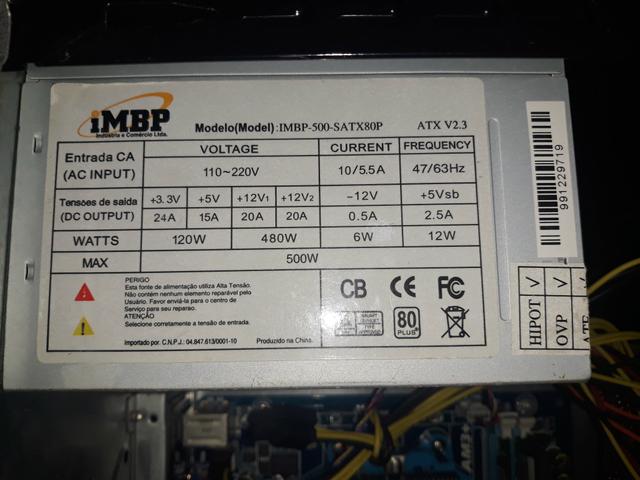 iMBP
Indústria e Comércio Ltda.
Modelo(Model):IMBP-500-SATX80P ATX V2.3
Entrada CA (AC INPUT) VOLTAGE CURRENT FREQUENCY
110~220V 10/5.5A 47/63Hz
Tensões de saída (DC OUTPUT) +3.3V +5V +12V1 +12V2 -12V +5Vsb
24A 15A 20A 20A 0.5A 2.5A
WATTS 120W 480W 6W 12W
MAX 500W
PERIGO
Esta fonte de alimentação utiliza Alta Tensão.
Não contém nenhum elemento reparável pelo
Usuário. Favor enviá-la para o centro de
Serviço para seu reparao.
ATENÇÃO
Selecione corretamente a tensão de entrada.
Importado por: C.N.P.J.: 04.847.613/0001-10 Produzido na China.
CB CE FC
80
PLUS
991229719
HIPOT √
OVP √
ATE √
AM3+